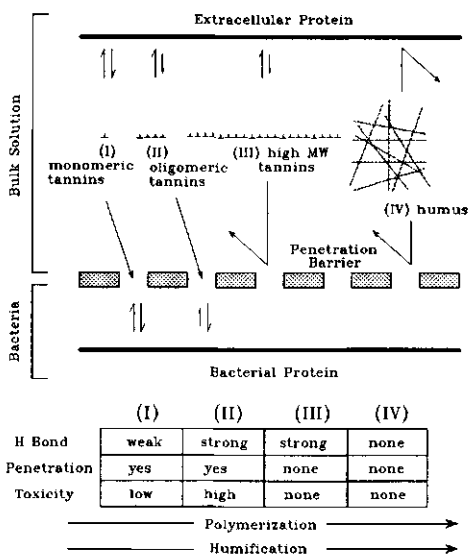 Extracellular Protein
Bulk Solution
(I)
monomeric
tannins
(II)
oligomeric
tannins
(III) high MW
tannins
(IV) humus
Penetration
Barrier
Bacteria
Bacterial Protein
(I) (II) (III) (IV)
H Bond weak strong strong none
Penetration yes yes none none
Toxicity low high none none
Polymerization
Humification